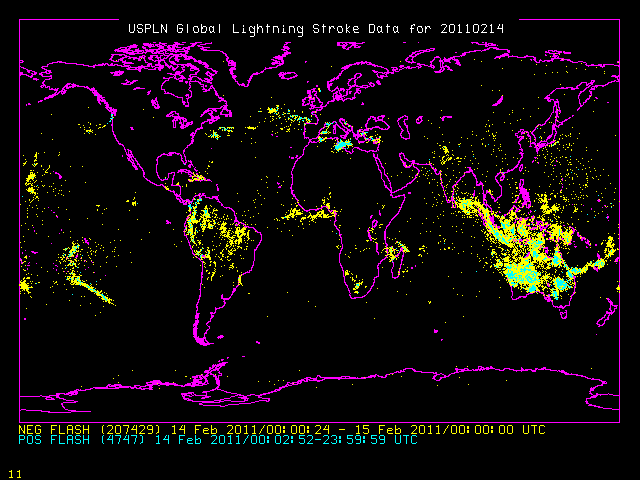 USPLN Global Lightning Stroke Data for 20110214
NEG FLASH (207429) 14 Feb 2011/00:00:24 - 15 Feb 2011/00:00:00 UTC
POS FLASH (4747) 14 Feb 2011/00:02:52-23:59:59 UTC
11